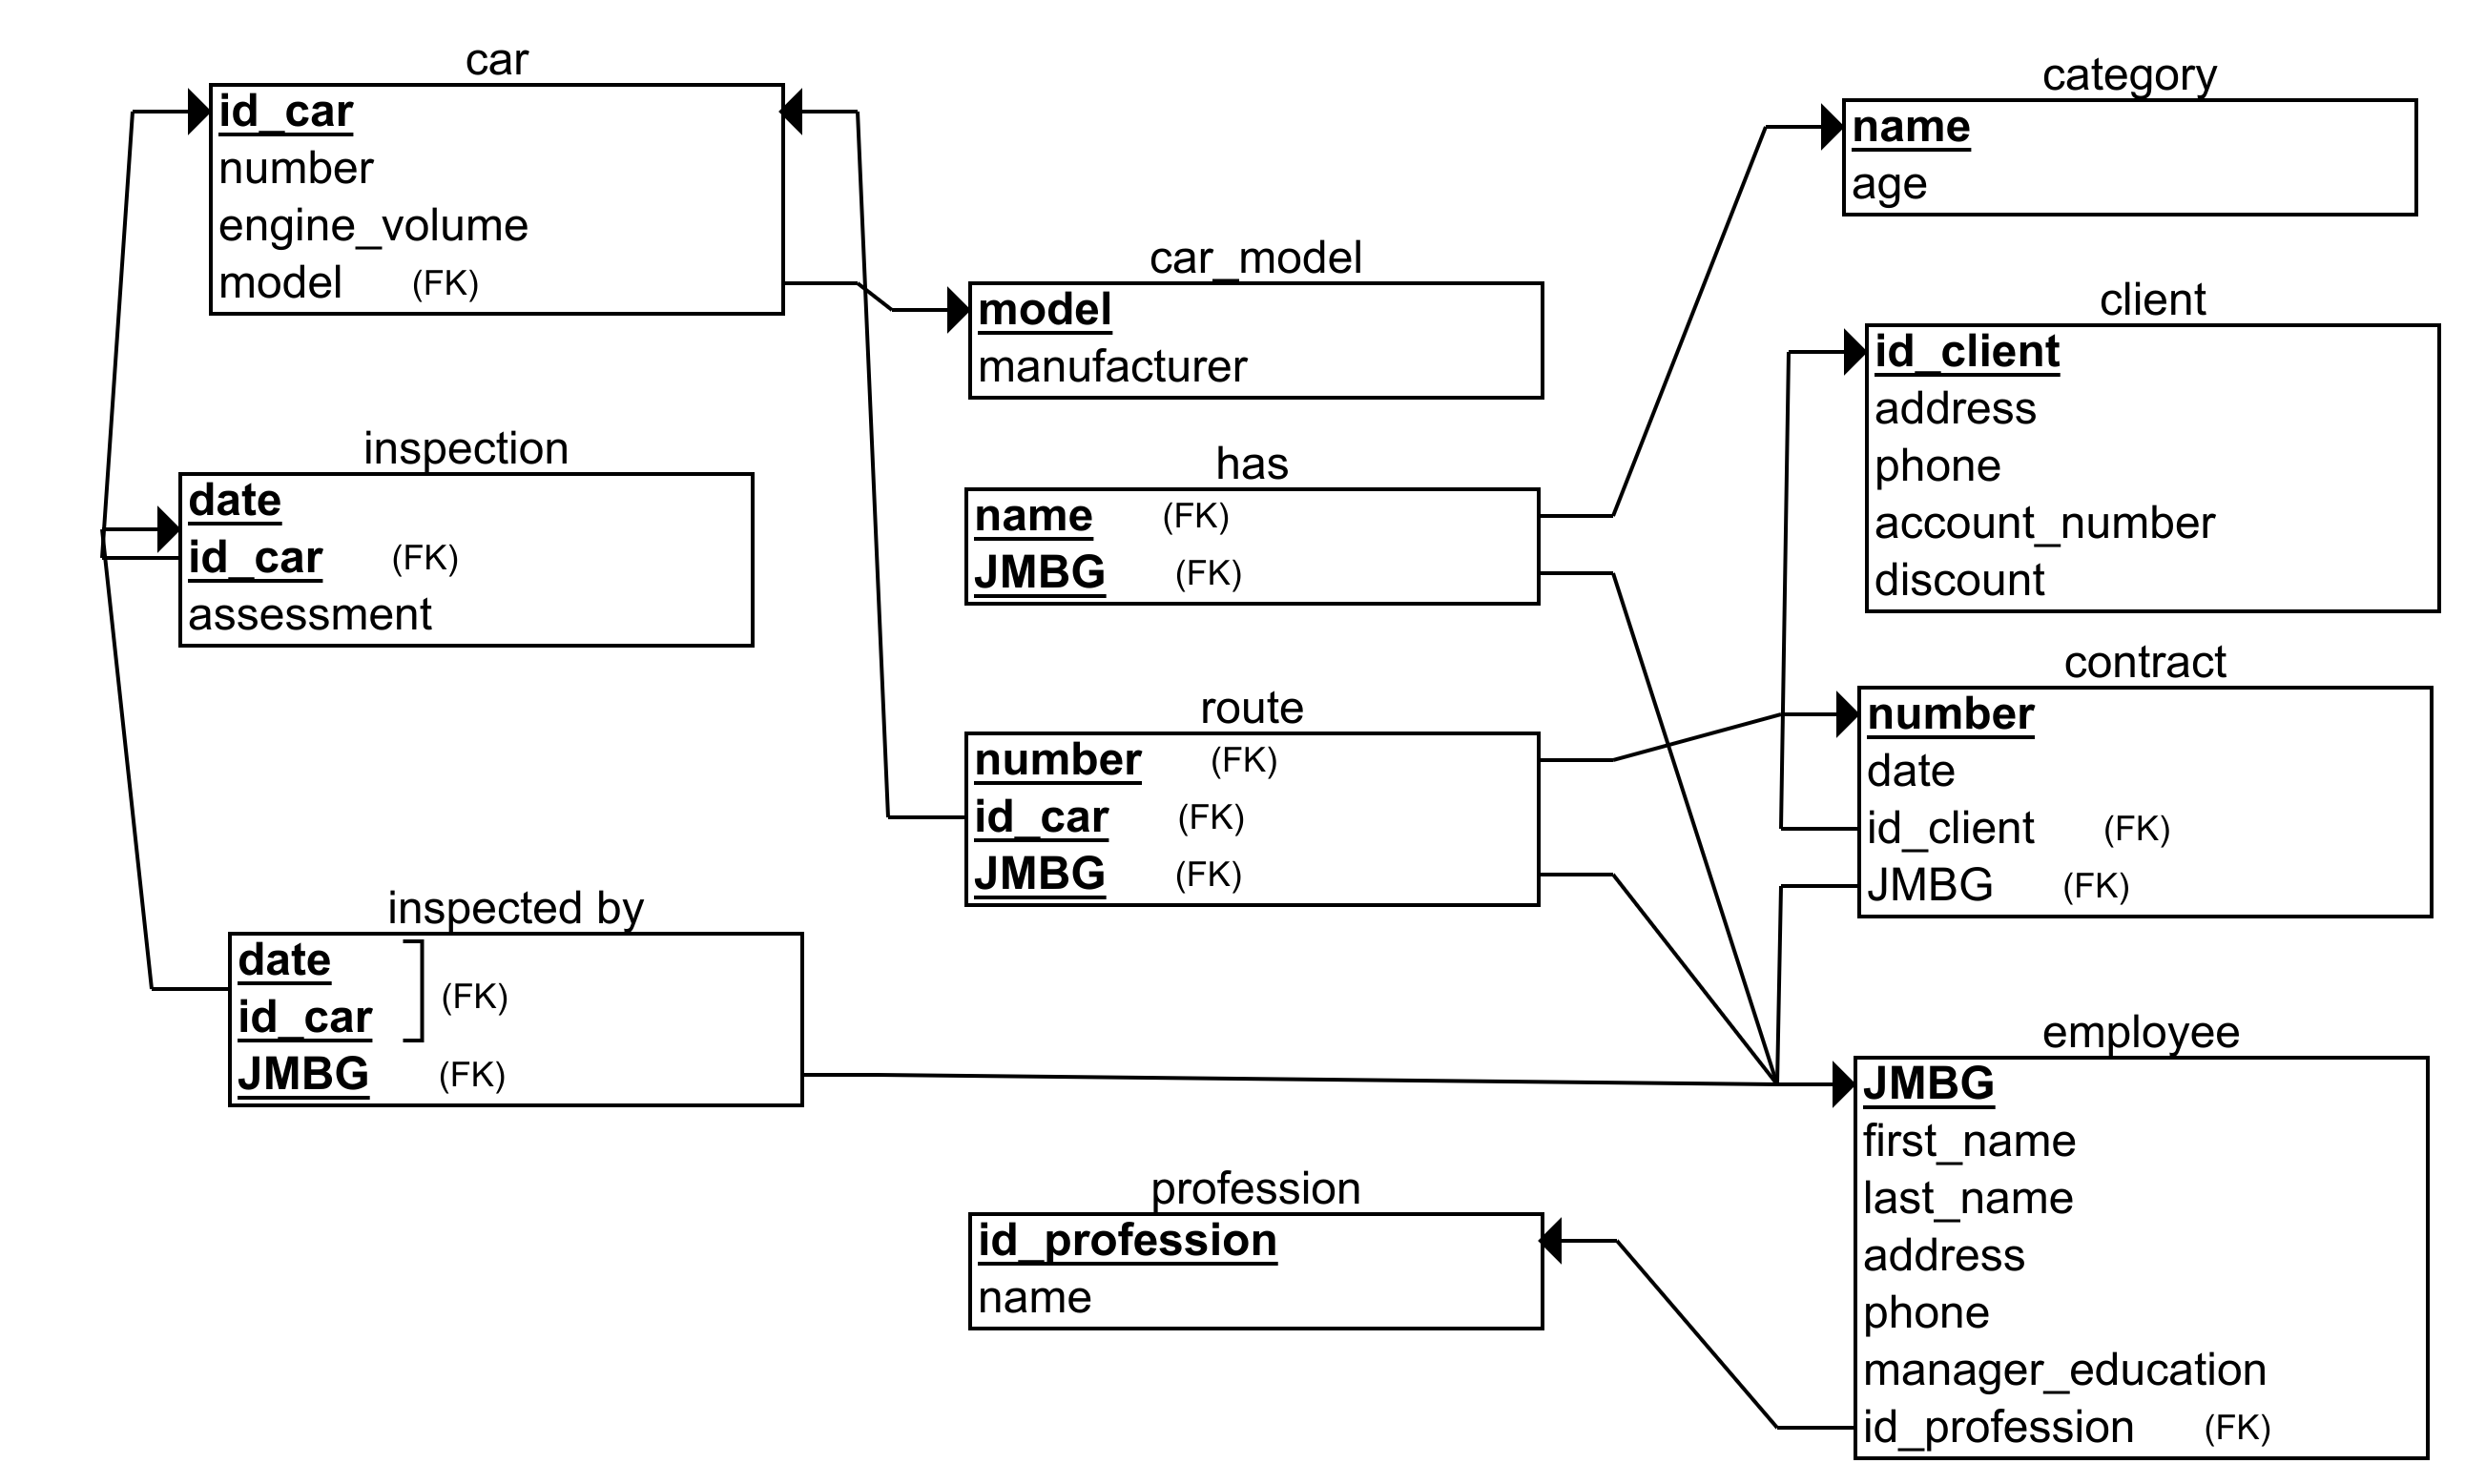 car
id_car
number
engine_volume
model (FK)
inspection
date
id_car (FK)
assessment
inspected by
date
id_car
(FK)
JMBG (FK)
car_model
model
manufacturer
has
name (FK)
JMBG (FK)
route
number (FK)
id_car (FK)
JMBG (FK)
profession
id_profession
name
category
name
age
client
id_client
address
phone
account_number
discount
contract
number
date
id_client (FK)
JMBG (FK)
employee
JMBG
first_name
last_name
address
phone
manager_education
id_profession (FK)